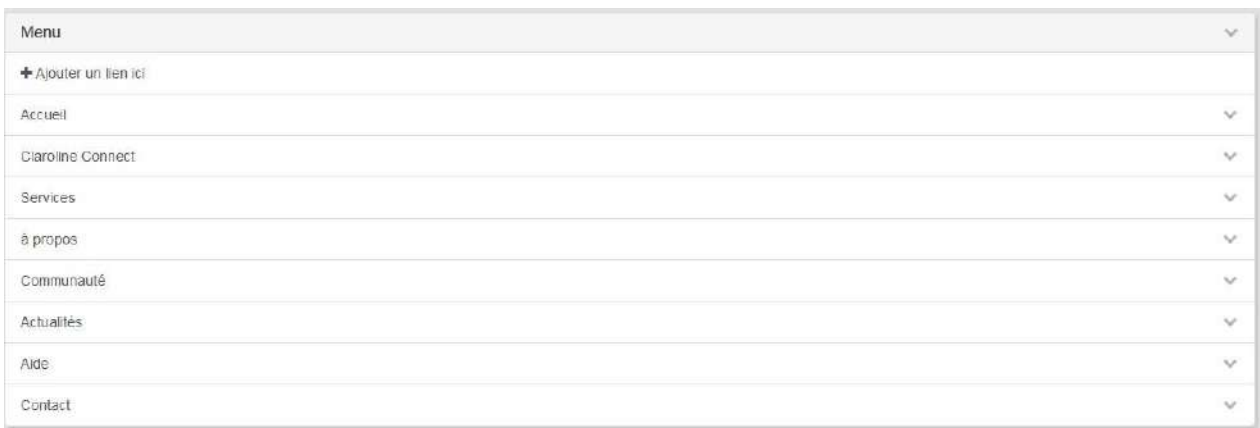 Menu
Ajouter un lien ici
Accueil
Claroline Connect
Services
à propos
Communauté
Actualités
Aide
Contact